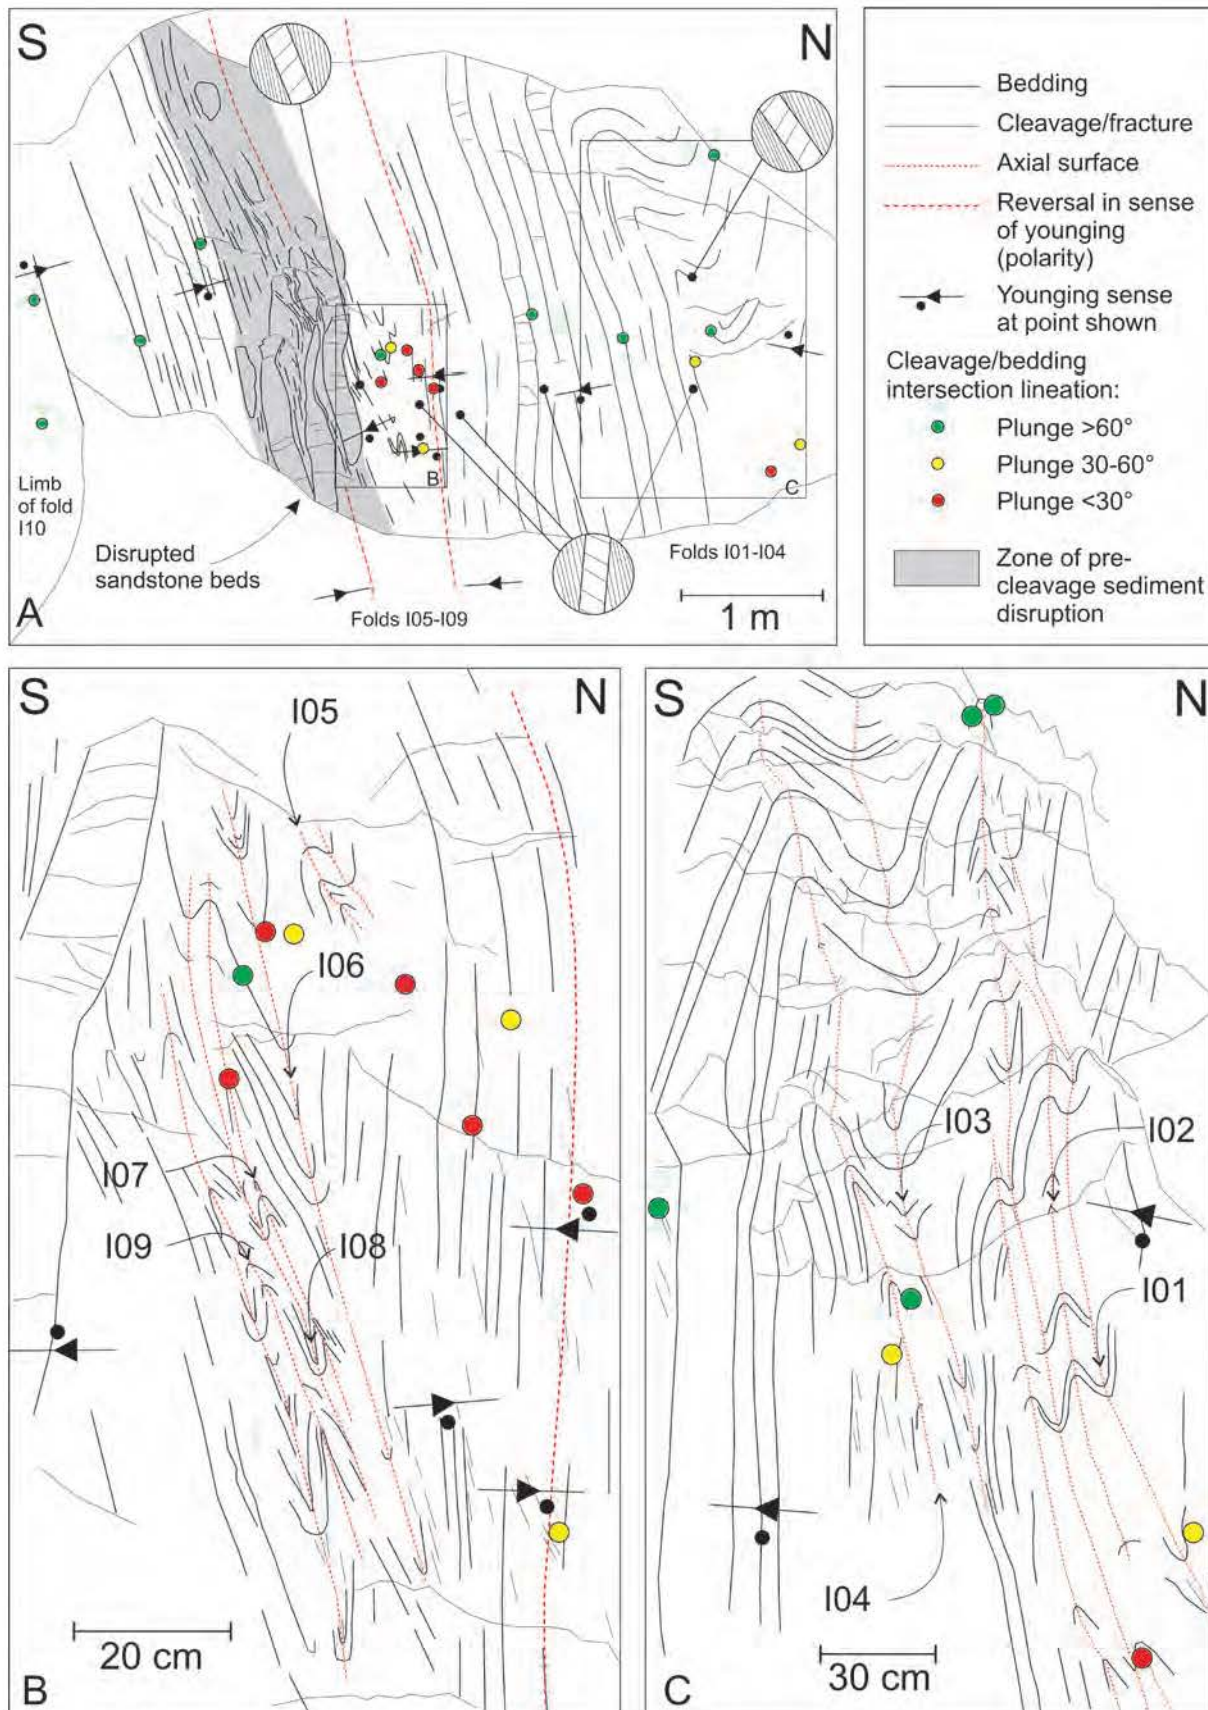 S
N
Limb
of fold
I10
Disrupted
sandstone beds
Folds I05-I09
Folds I01-I04
1 m
B
C
A
Bedding
Cleavage/fracture
Axial surface
Reversal in sense
of younging
(polarity)
Younging sense
at point shown
Cleavage/bedding
intersection lineation:
Plunge >60°
Plunge 30-60°
Plunge <30°
Zone of pre-
cleavage sediment
disruption
S
N
I05
I06
I07
I09
I08
20 cm
B
S
N
I03
I02
I01
I04
30 cm
C